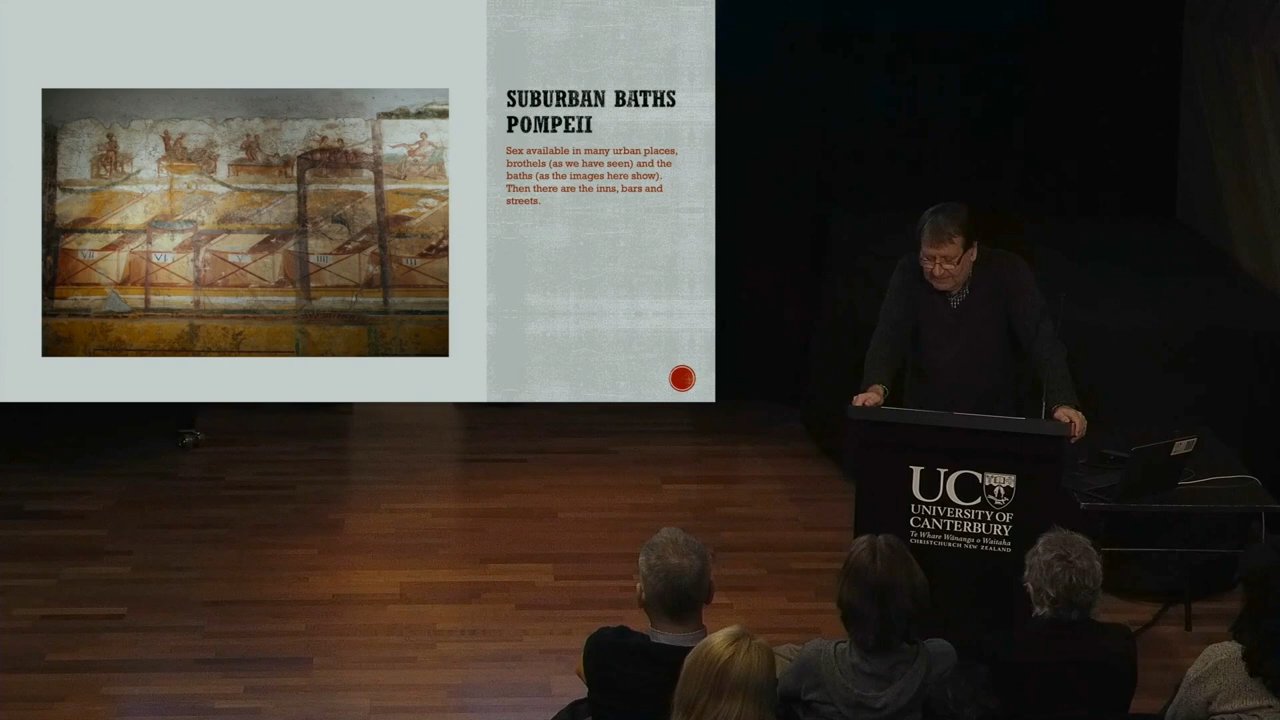 SUBURBAN BATHS
POMPEII
Sex available in many urban places,
brothels (as we have seen) and the
baths (as the images here show).
Then there are the inns, bars and
streets.
VII
VI
V
IIII
III
UC
UNIVERSITY OF
CANTERBURY
Te Whare Wānanga o Waitaha
CHRISTCHURCH NEW ZEALAND